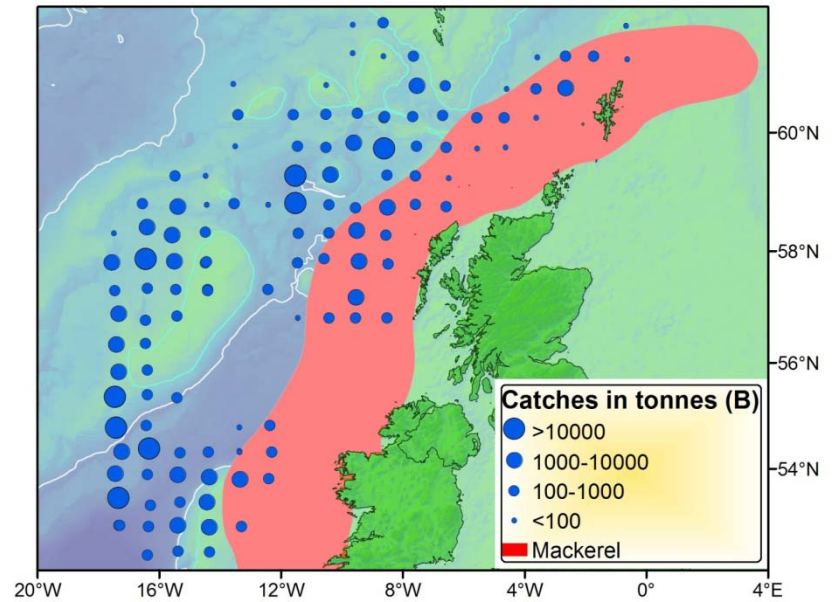 60°N
58°N
56°N
54°N
Catches in tonnes (B)
>10000
1000-10000
100-1000
<100
Mackerel
20°W 16°W 12°W 8°W 4°W 0° 4°E